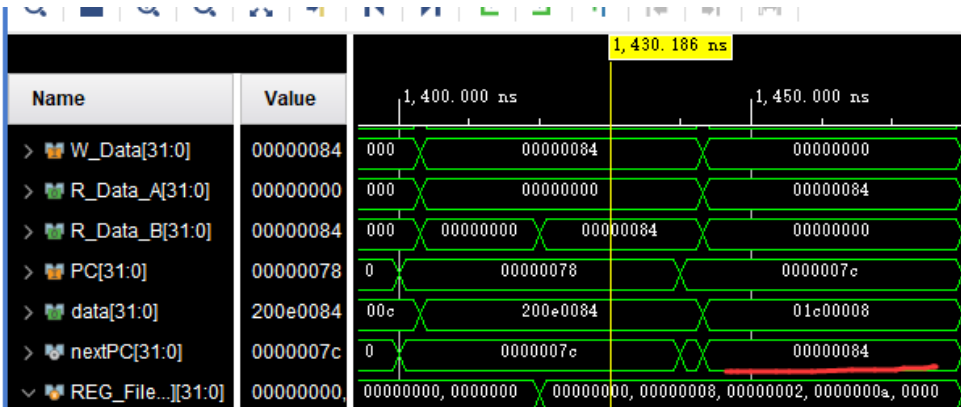 1,430.186 ns
Name Value 1,400.000 ns 1,450.000 ns
W_Data[31:0] 00000084 000 00000084 00000000
R_Data_A[31:0] 00000000 000 00000000 00000084
R_Data_B[31:0] 00000084 000 00000000 00000084 00000000
PC[31:0] 00000078 0 00000078 0000007c
data[31:0] 200e0084 00c 200e0084 01c00008
nextPC[31:0] 0000007c 0 0000007c 00000084
REG_File...][31:0] 00000000, 00000000, 0000000 00000000, 00000008, 00000002, 0000000a, 0000